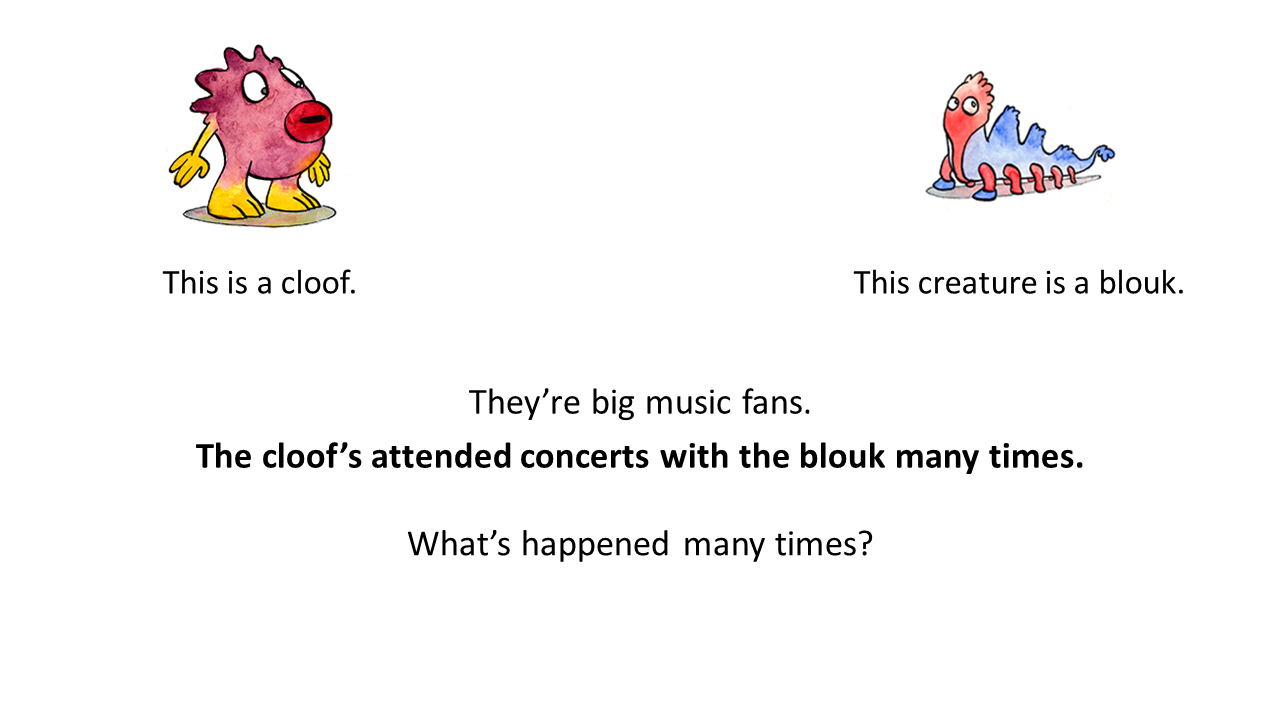 This is a cloof.
This creature is a blouk.
They’re big music fans.
The cloof’s attended concerts with the blouk many times.
What’s happened many times?